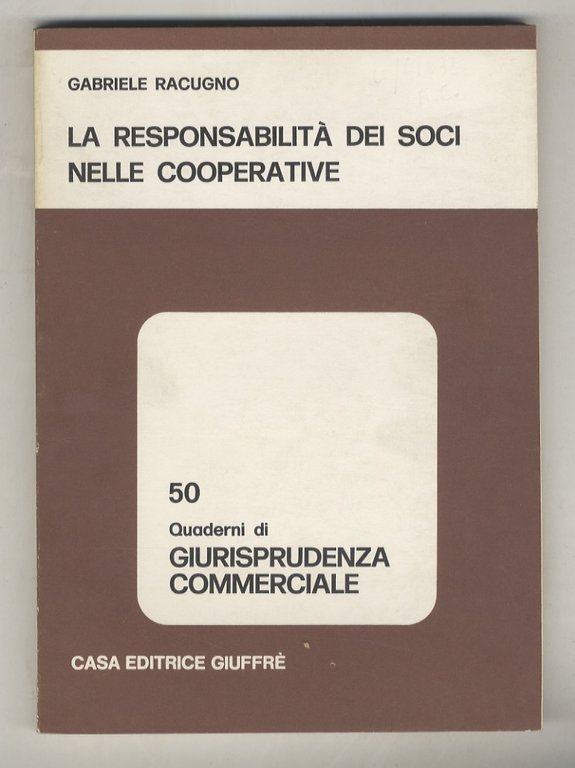 GABRIELE RACUGNO
LA RESPONSABILITÀ DEI SOCI
NELLE COOPERATIVE
50
Quaderni di
GIURISPRUDENZA
COMMERCIALE
CASA EDITRICE GIUFFRÈ